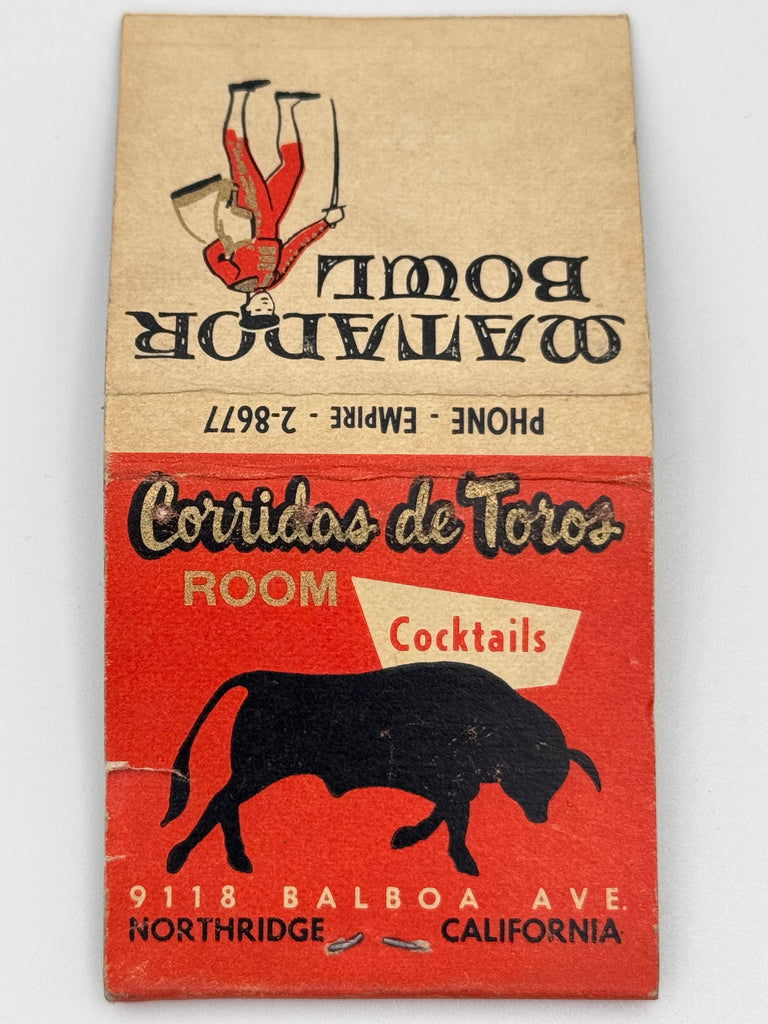 MATADOR
BOWL
PHONE - EMPIRE - 2-8677
Corridas de Toros
ROOM
Cocktails
9118 BALBOA AVE.
NORTHRIDGE CALIFORNIA